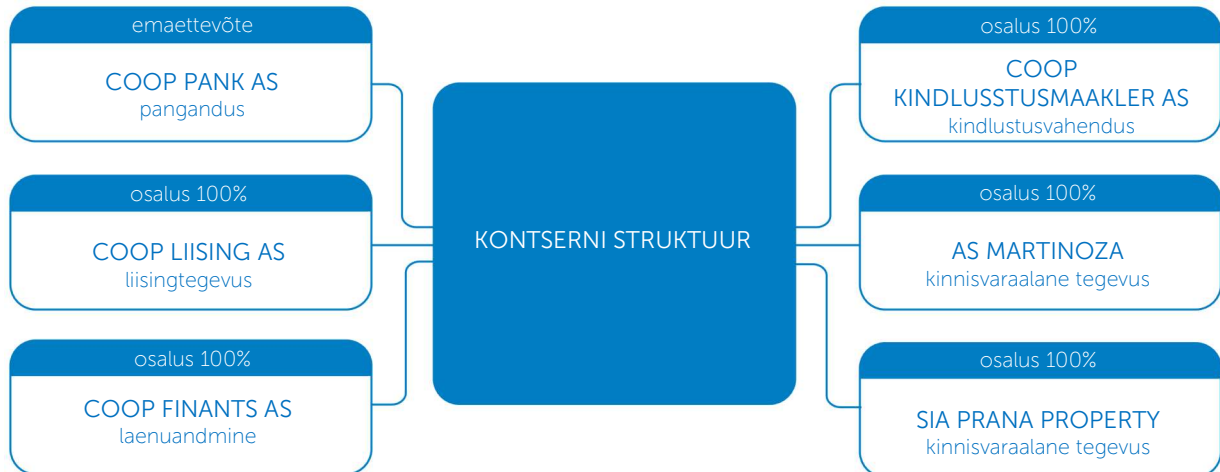 emaettevõte
COOP PANK AS
pangandus
osalus 100%
COOP LIISING AS
liisingtegevus
osalus 100%
COOP FINANTS AS
laenuandmine
KONTSERNI STRUKTUUR
osalus 100%
COOP
KINDLUSSTUSMAAKLER AS
kindlustusvahendus
osalus 100%
AS MARTINOZA
kinnisvaraalane tegevus
osalus 100%
SIA PRANA PROPERTY
kinnisvaraalane tegevus